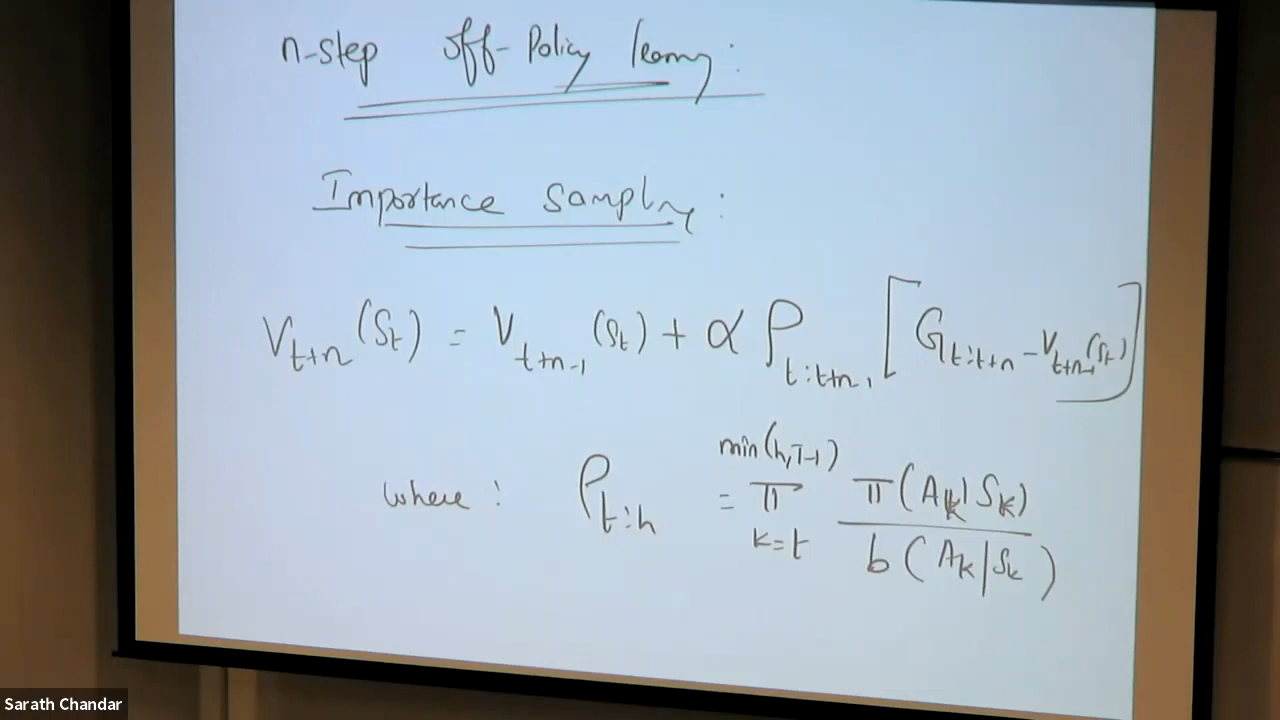 n-step off-Policy learning:
Importance sampling:
V_{t+n}(S_t) = V_{t+n-1}(S_t) + α ρ_{t:t+n-1} [G_{t:t+n} - V_{t+n-1}(S_t)]
where: ρ_{t:h} = π_{k=t}^{min(h,T-1)} π(A_k|S_k) / b(A_k|S_k)
Sarath Chandar